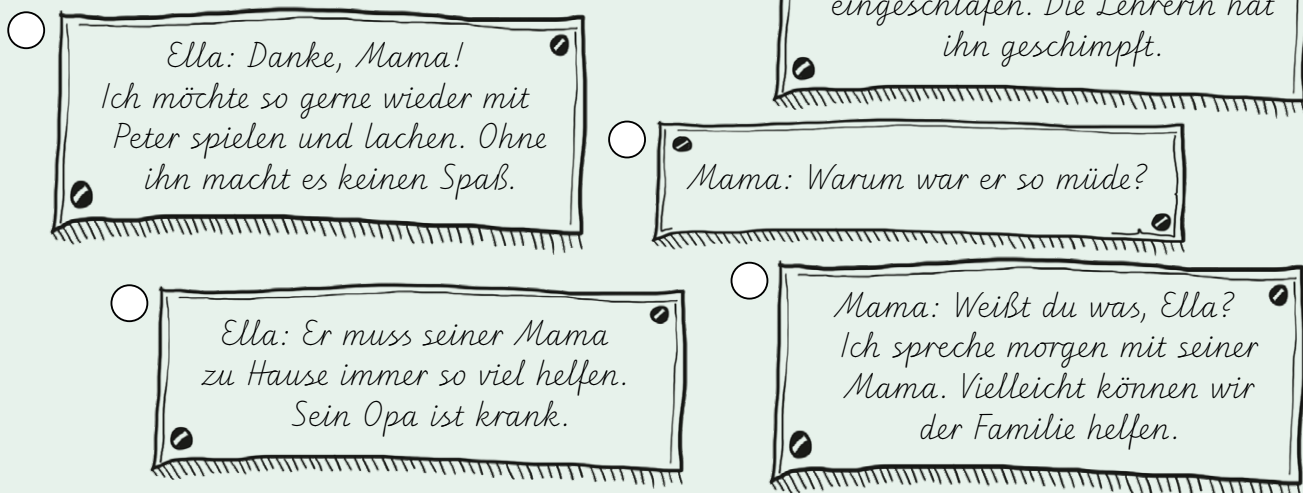 eingeschlafen. Die Lehrerin hat
ihn geschimpft.
Ella: Danke, Mama!
Ich möchte so gerne wieder mit
Peter spielen und lachen. Ohne
ihn macht es keinen Spaß.
Mama: Warum war er so müde?
Ella: Er muss seiner Mama
zu Hause immer so viel helfen.
Sein Opa ist krank.
Mama: Weißt du was, Ella?
Ich spreche morgen mit seiner
Mama. Vielleicht können wir
der Familie helfen.